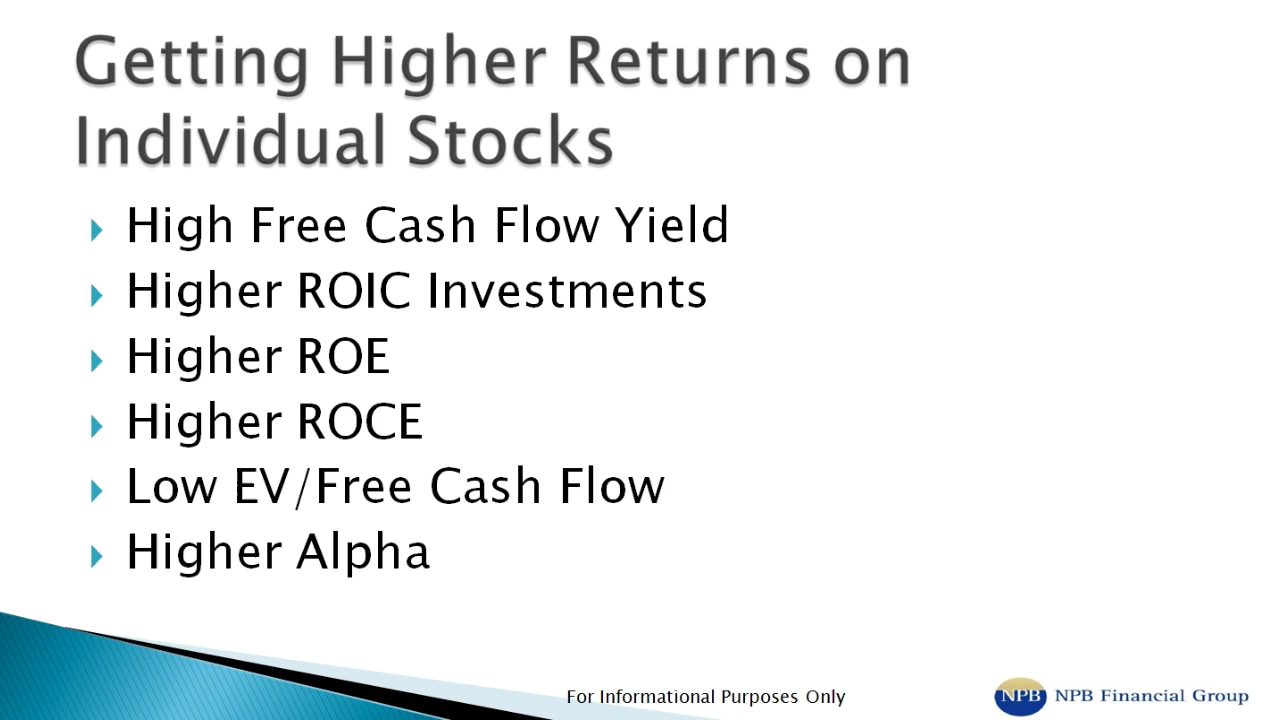 Getting Higher Returns on
Individual Stocks
High Free Cash Flow Yield
Higher ROIC Investments
Higher ROE
Higher ROCE
Low EV/Free Cash Flow
Higher Alpha
For Informational Purposes Only
NPB NPB Financial Group